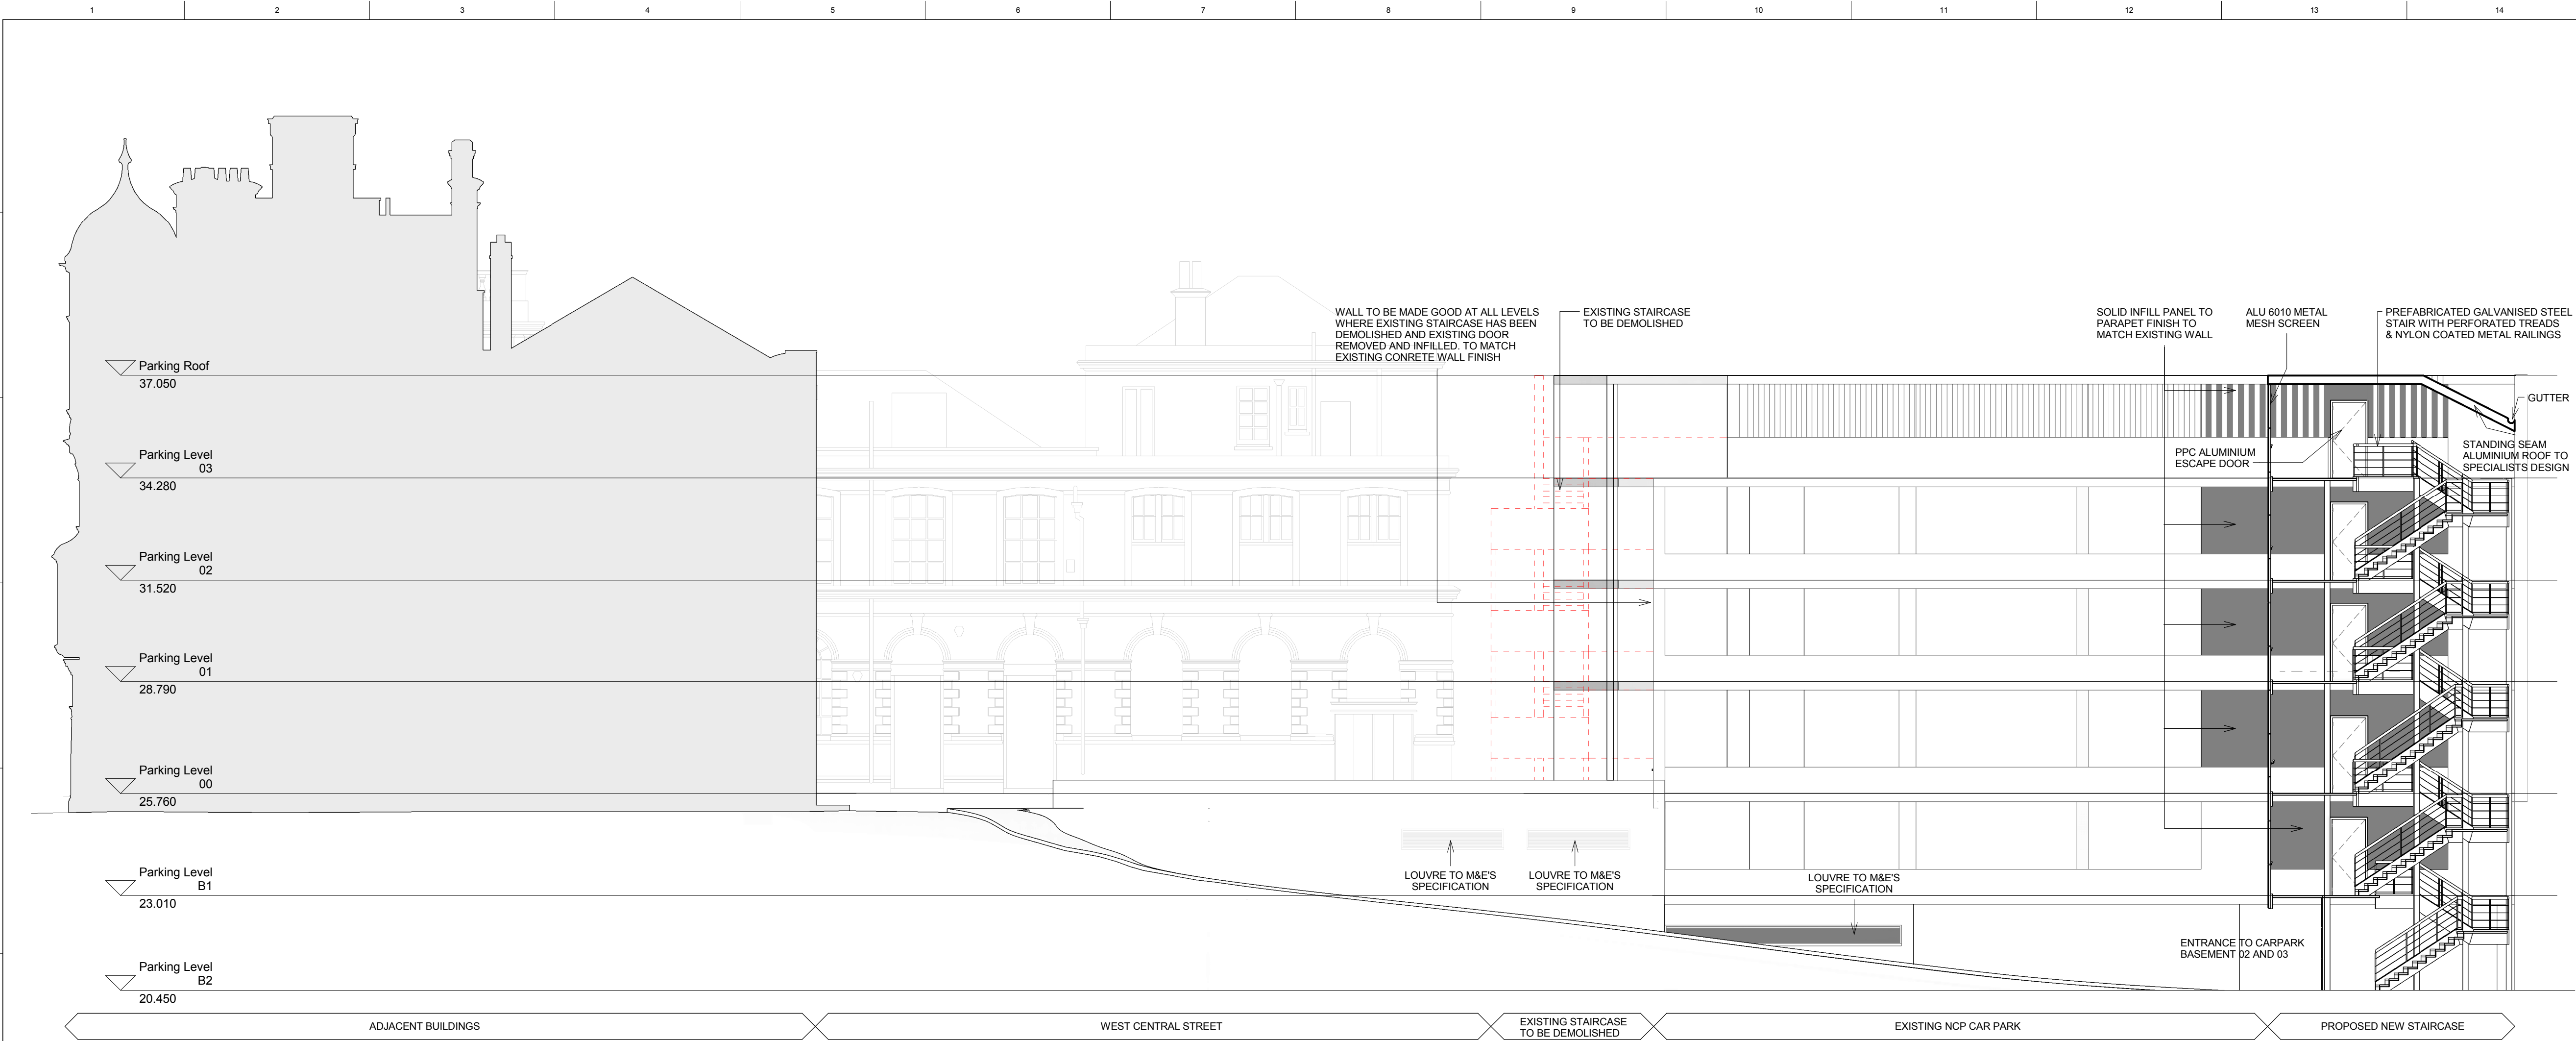 1 2 3 4 5 6 7 8 9 10 11 12 13 14
WALL TO BE MADE GOOD AT ALL LEVELS
WHERE EXISTING STAIRCASE HAS BEEN
DEMOLISHED AND EXISTING DOOR
REMOVED AND INFILLED. TO MATCH
EXISTING CONRETE WALL FINISH
EXISTING STAIRCASE
TO BE DEMOLISHED
SOLID INFILL PANEL TO
PARAPET FINISH TO
MATCH EXISTING WALL
ALU 6010 METAL
MESH SCREEN
PREFABRICATED GALVANISED STEEL
STAIR WITH PERFORATED TREADS
& NYLON COATED METAL RAILINGS
GUTTER
STANDING SEAM
ALUMINIUM ROOF TO
SPECIALISTS DESIGN
PPC ALUMINIUM
ESCAPE DOOR
Parking Roof
37.050
Parking Level
03
34.280
Parking Level
02
31.520
Parking Level
01
28.790
Parking Level
00
25.760
Parking Level
B1
23.010
Parking Level
B2
20.450
LOUVRE TO M&E'S
SPECIFICATION
LOUVRE TO M&E'S
SPECIFICATION
LOUVRE TO M&E'S
SPECIFICATION
ENTRANCE TO CARPARK
BASEMENT 02 AND 03
ADJACENT BUILDINGS
WEST CENTRAL STREET
EXISTING STAIRCASE
TO BE DEMOLISHED
EXISTING NCP CAR PARK
PROPOSED NEW STAIRCASE